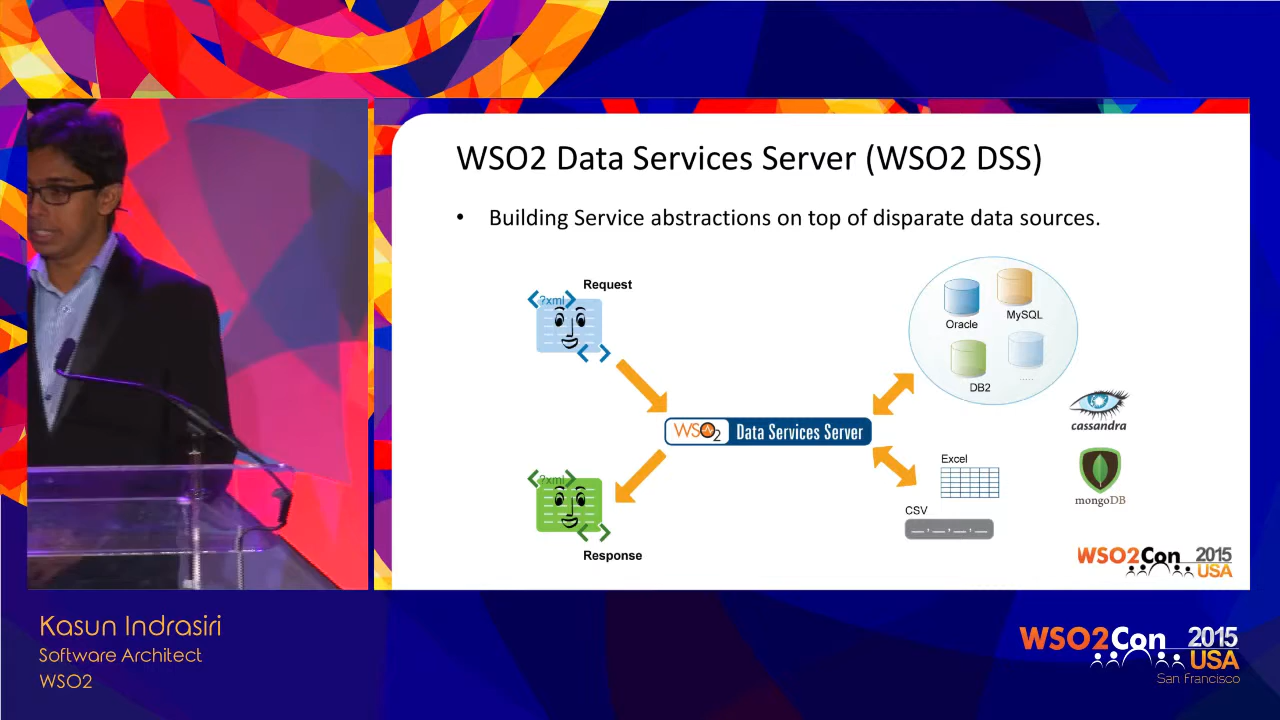 WSO2 Data Services Server (WSO2 DSS)
• Building Service abstractions on top of disparate data sources.
Request
<?xml>
< >
Oracle
MySQL
DB2
.....
cassandra
WSO2 Data Services Server
Excel
mongoDB
CSV
<?xml>
< >
Response
WSO2Con 2015
USA
Kasun Indrasiri
Software Architect
WSO2
WSO2Con 2015
USA
San Francisco